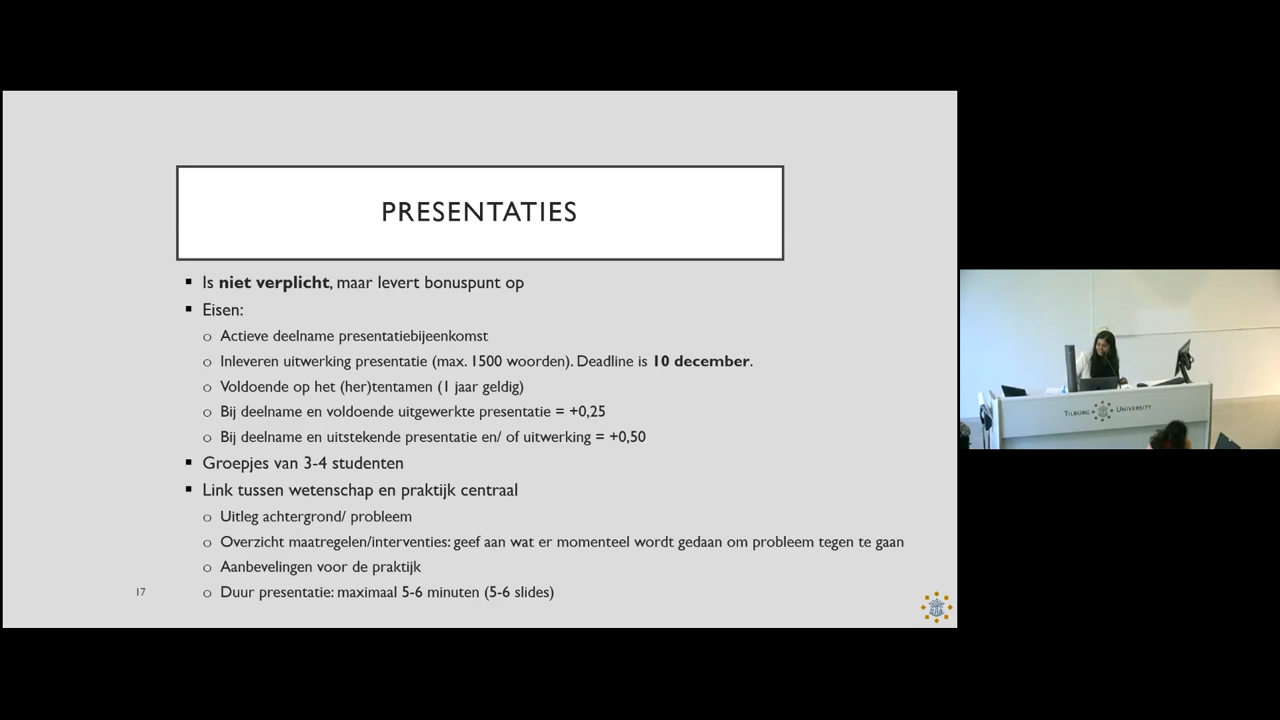 PRESENTATIES
▪ Is niet verplicht, maar levert bonuspunt op
▪ Eisen:
o Actieve deelname presentatiebijeenkomst
o Inleveren uitwerking presentatie (max. 1500 woorden). Deadline is 10 december.
o Voldoende op het (her)tentamen (1 jaar geldig)
o Bij deelname en voldoende uitgewerkte presentatie = +0,25
o Bij deelname en uitstekende presentatie en/ of uitwerking = +0,50
▪ Groepjes van 3-4 studenten
▪ Link tussen wetenschap en praktijk centraal
o Uitleg achtergrond/ probleem
o Overzicht maatregelen/interventies: geef aan wat er momenteel wordt gedaan om probleem tegen te gaan
o Aanbevelingen voor de praktijk
o Duur presentatie: maximaal 5-6 minuten (5-6 slides)
17
TILBURG UNIVERSITY